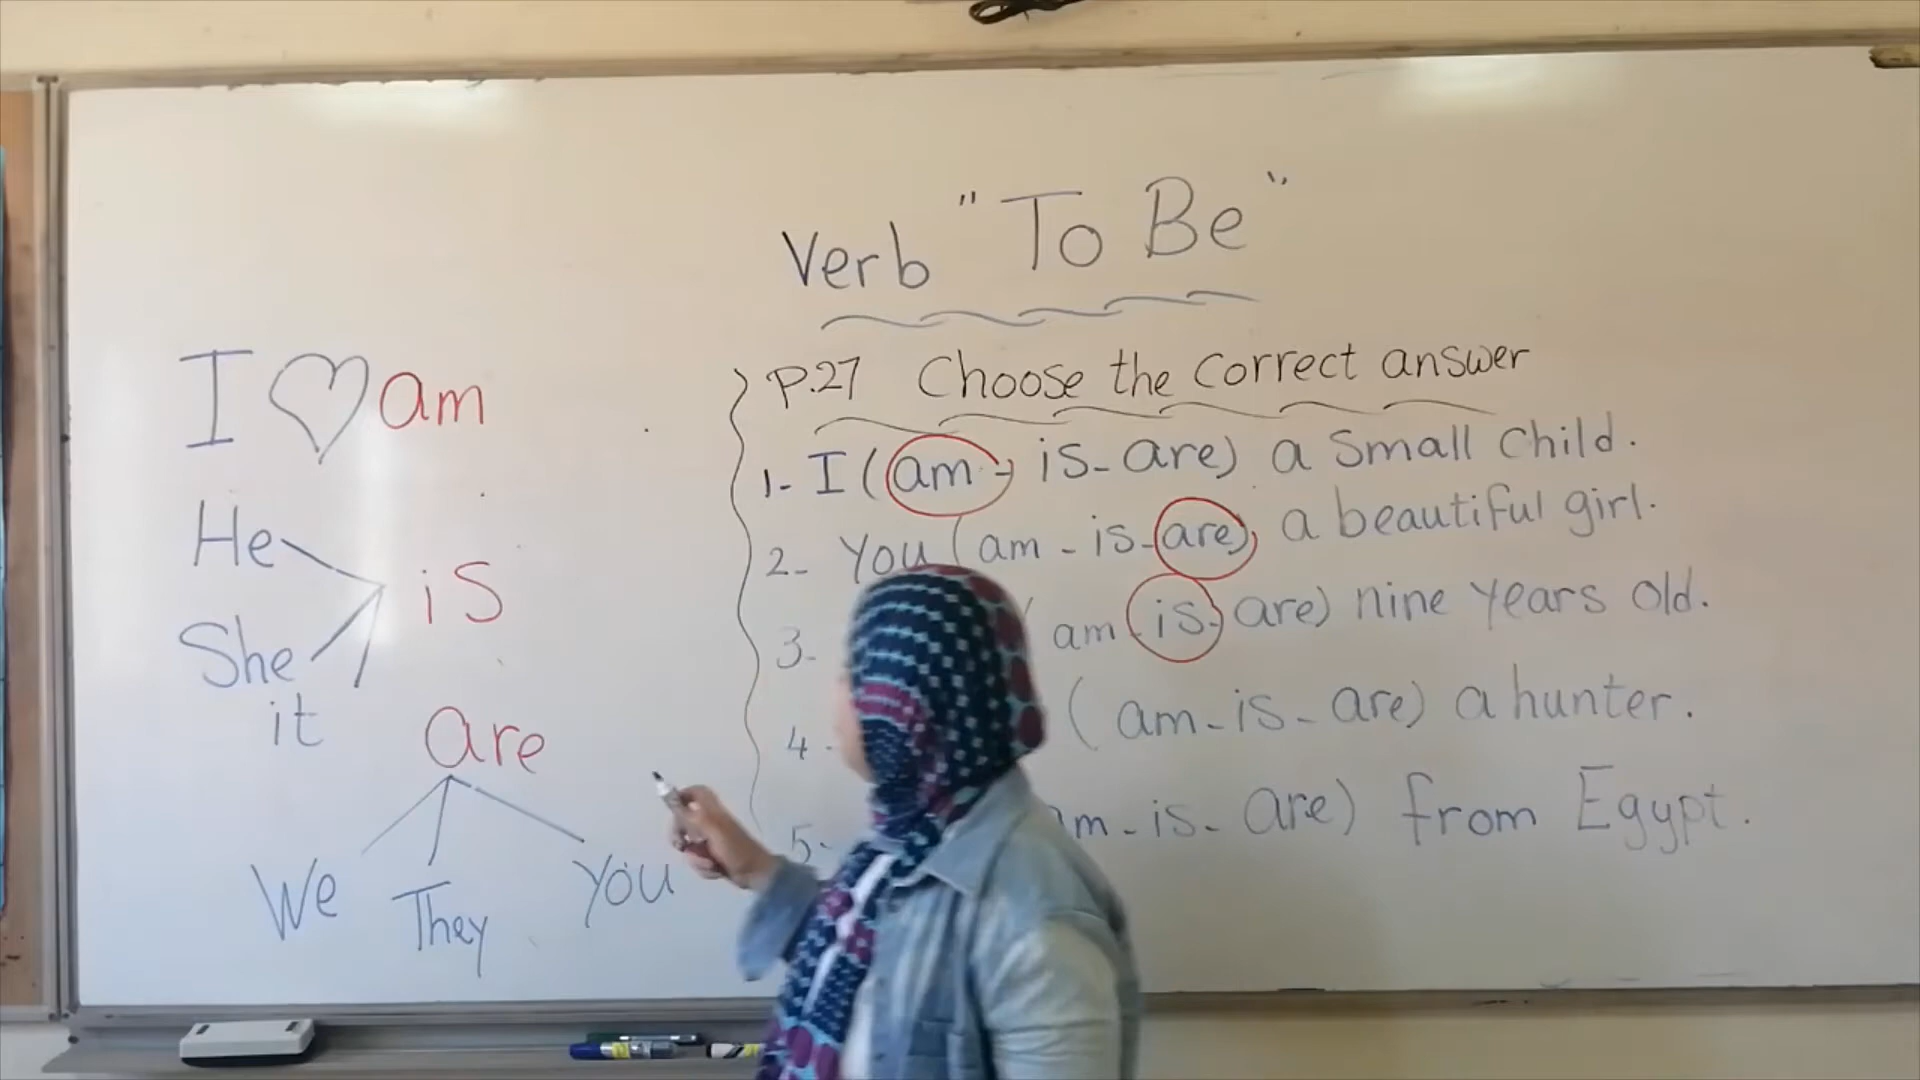 Verb "To Be"
I ♡ am
He
is
She
it
are
We They You
P.27 Choose the correct answer
1- I (am - is - are) a small child.
2- You (am - is - are) a beautiful girl.
3- ( am - is - are) nine years old.
4- ( am - is - are) a hunter.
5- m - is - are) from Egypt.